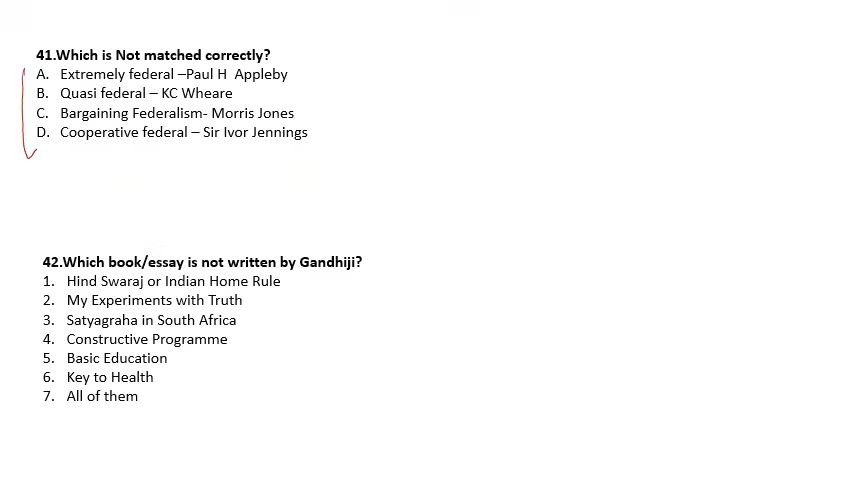 41.Which is Not matched correctly?
A. Extremely federal –Paul H Appleby
B. Quasi federal – KC Wheare
C. Bargaining Federalism- Morris Jones
D. Cooperative federal – Sir Ivor Jennings
42.Which book/essay is not written by Gandhiji?
1. Hind Swaraj or Indian Home Rule
2. My Experiments with Truth
3. Satyagraha in South Africa
4. Constructive Programme
5. Basic Education
6. Key to Health
7. All of them